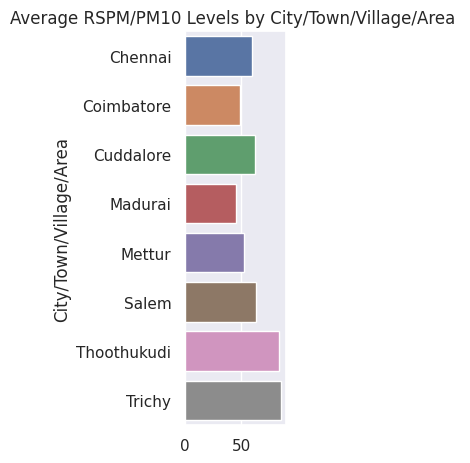 Average RSPM/PM10 Levels by City/Town/Village/Area
City/Town/Village/Area
Chennai
Coimbatore
Cuddalore
Madurai
Mettur
Salem
Thoothukudi
Trichy
0 50